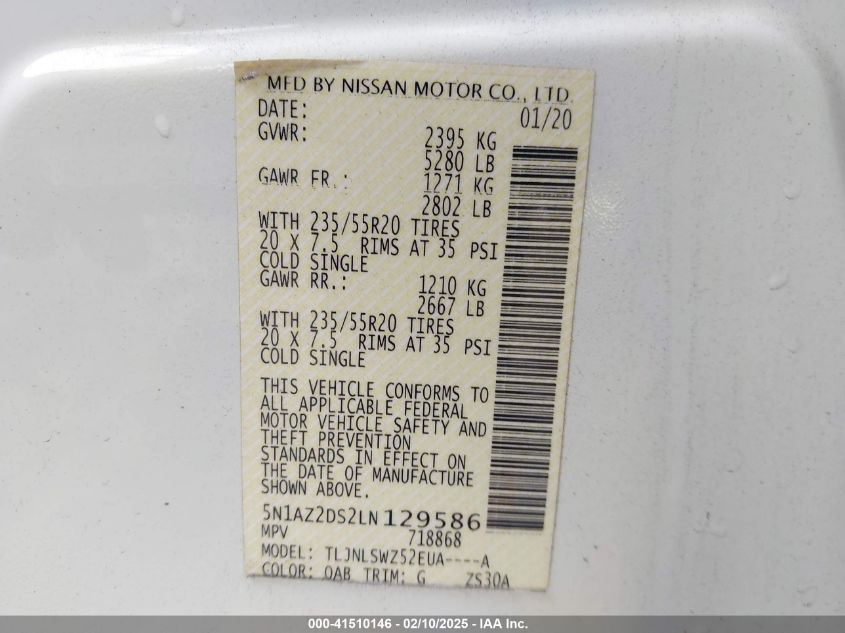 MFD BY NISSAN MOTOR CO., LTD.
DATE: 01/20
GVWR: 2395 KG
5280 LB
GAWR FR.: 1271 KG
2802 LB
WITH 235/55R20 TIRES
20 X 7.5 RIMS AT 35 PSI
COLD SINGLE
GAWR RR.: 1210 KG
2667 LB
WITH 235/55R20 TIRES
20 X 7.5 RIMS AT 35 PSI
COLD SINGLE
THIS VEHICLE CONFORMS TO
ALL APPLICABLE FEDERAL
MOTOR VEHICLE SAFETY AND
THEFT PREVENTION
STANDARDS IN EFFECT ON
THE DATE OF MANUFACTURE
SHOWN ABOVE.
5N1AZ2DS2LN129586
MPV 718868
MODEL: TLJNLSWZ52EUA----A
COLOR: QAB TRIM: G ZS30A
000-41510146 - 02/10/2025 - IAA Inc.